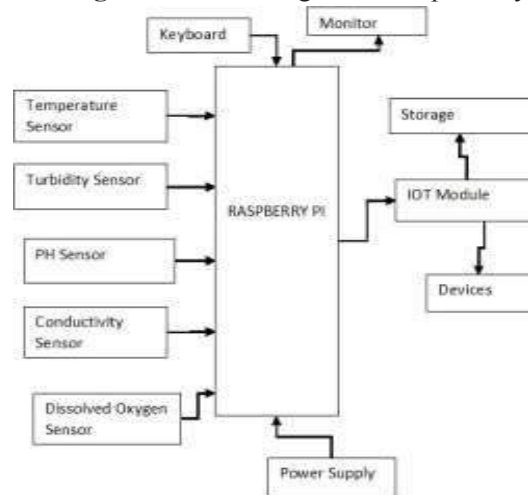 Keyboard
Monitor
Temperature
Sensor
Storage
Turbidity Sensor
RASPBERRY PI
IOT Module
PH Sensor
Devices
Conductivity
Sensor
Dissolved Oxygen
Sensor
Power Supply